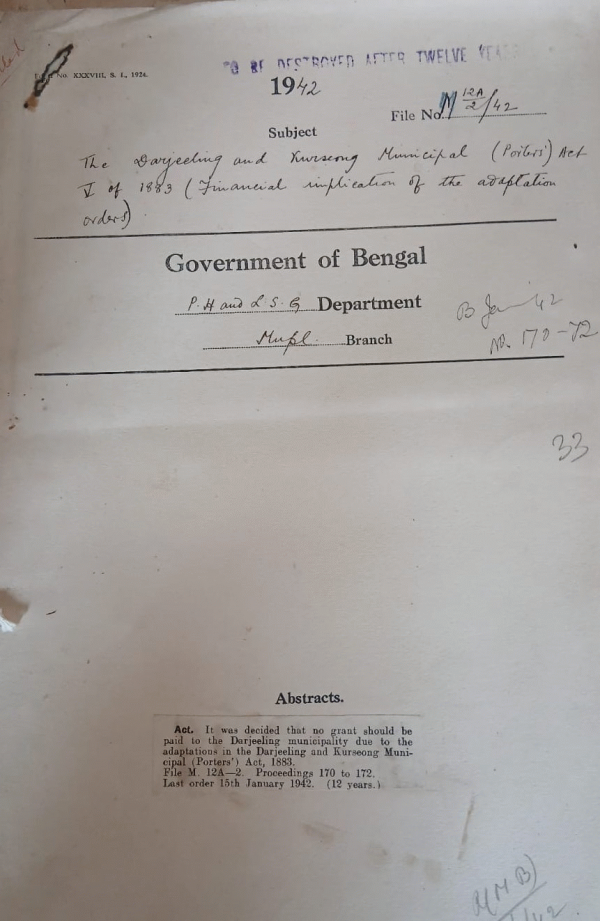 No. XXXVIII, S. L, 1924.
TO BE DESTROYED AFTER TWELVE YEARS
1942
File No. M 12A/2/42
Subject
The Darjeeling and Kurseong Municipal (Porters') Act
V of 1883 (Financial implication of the adaptation
orders)
Government of Bengal
P. H and L. S. G Department
Mupl. Branch
B Jan '42
No. 170-72
33
Abstracts.
Act. It was decided that no grant should be
paid to the Darjeeling municipality due to the
adaptations in the Darjeeling and Kurseong Muni-
cipal (Porters') Act, 1883.
File M. 12A—2. Proceedings 170 to 172.
Last order 15th January 1942. (12 years.)